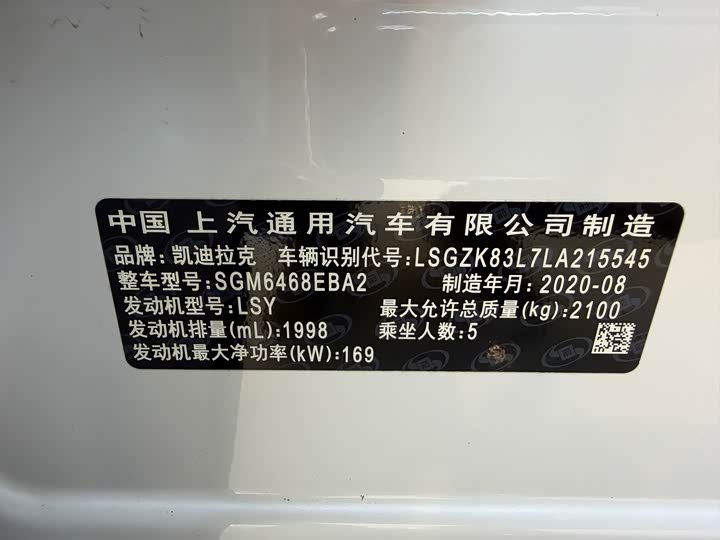 中国 上汽通用汽车有限公司制造
品牌:凯迪拉克 车辆识别代号:LSGZK83L7LA215545
整车型号:SGM6468EBA2 制造年月:2020-08
发动机型号:LSY 最大允许总质量(kg):2100
发动机排量(mL):1998 乘坐人数:5
发动机最大净功率(kW):169